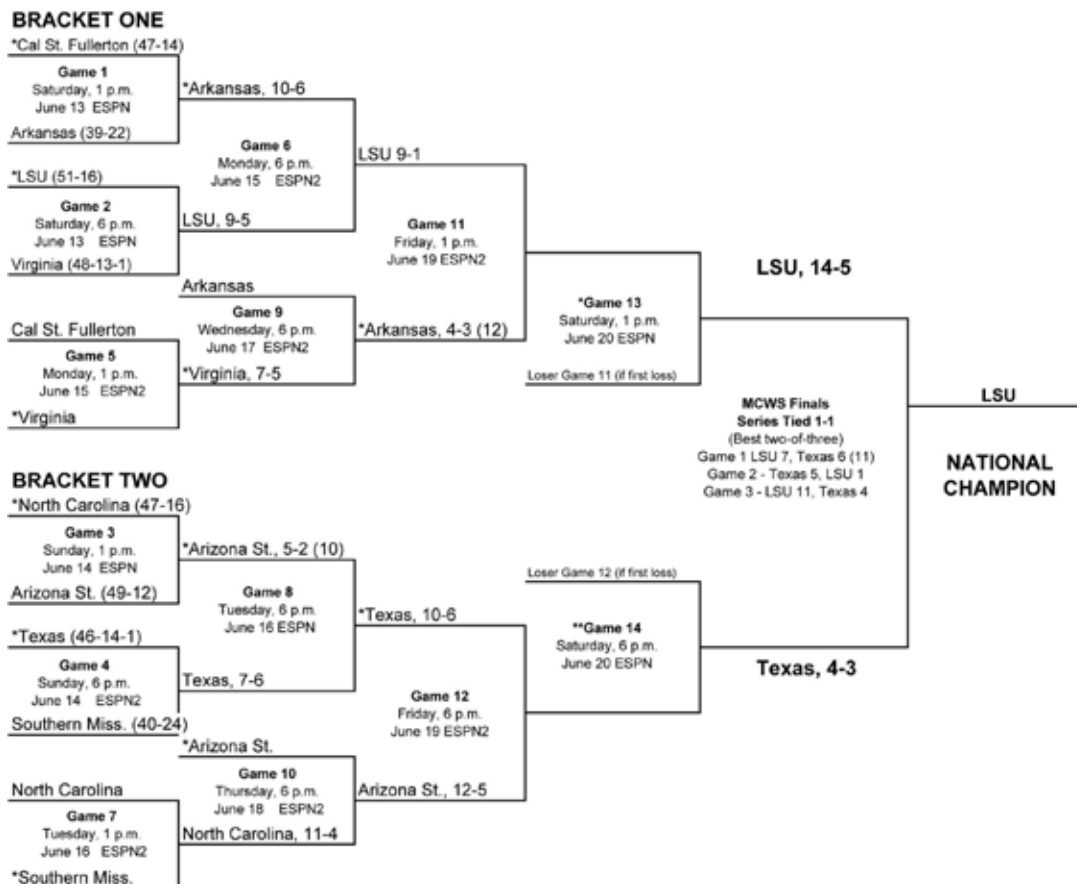 BRACKET ONE
*Cal St. Fullerton (47-14)
Game 1
Saturday, 1 p.m.
June 13 ESPN
Arkansas (39-22)
*Arkansas, 10-6
*LSU (51-16)
Game 2
Saturday, 6 p.m.
June 13 ESPN
Virginia (48-13-1)
LSU, 9-5
Game 6
Monday, 6 p.m.
June 15 ESPN2
LSU 9-1
Cal St. Fullerton
Game 5
Monday, 1 p.m.
June 15 ESPN2
*Virginia
Arkansas
Game 9
Wednesday, 6 p.m.
June 17 ESPN2
*Virginia, 7-5
*Arkansas, 4-3 (12)
Game 11
Friday, 1 p.m.
June 19 ESPN2
*Game 13
Saturday, 1 p.m.
June 20 ESPN
Loser Game 11 (if first loss)
LSU, 14-5
BRACKET TWO
*North Carolina (47-16)
Game 3
Sunday, 1 p.m.
June 14 ESPN
Arizona St. (49-12)
*Arizona St., 5-2 (10)
*Texas (46-14-1)
Game 4
Sunday, 6 p.m.
June 14 ESPN2
Southern Miss. (40-24)
Texas, 7-6
Game 8
Tuesday, 6 p.m.
June 16 ESPN
*Texas, 10-6
North Carolina
Game 7
Tuesday, 1 p.m.
June 16 ESPN2
*Southern Miss.
*Arizona St.
Game 10
Thursday, 6 p.m.
June 18 ESPN2
North Carolina, 11-4
Arizona St., 12-5
Game 12
Friday, 6 p.m.
June 19 ESPN2
Loser Game 12 (if first loss)
**Game 14
Saturday, 6 p.m.
June 20 ESPN
Texas, 4-3
MCWS Finals
Series Tied 1-1
(Best two-of-three)
Game 1 LSU 7, Texas 6 (11)
Game 2 - Texas 5, LSU 1
Game 3 - LSU 11, Texas 4
LSU
NATIONAL
CHAMPION